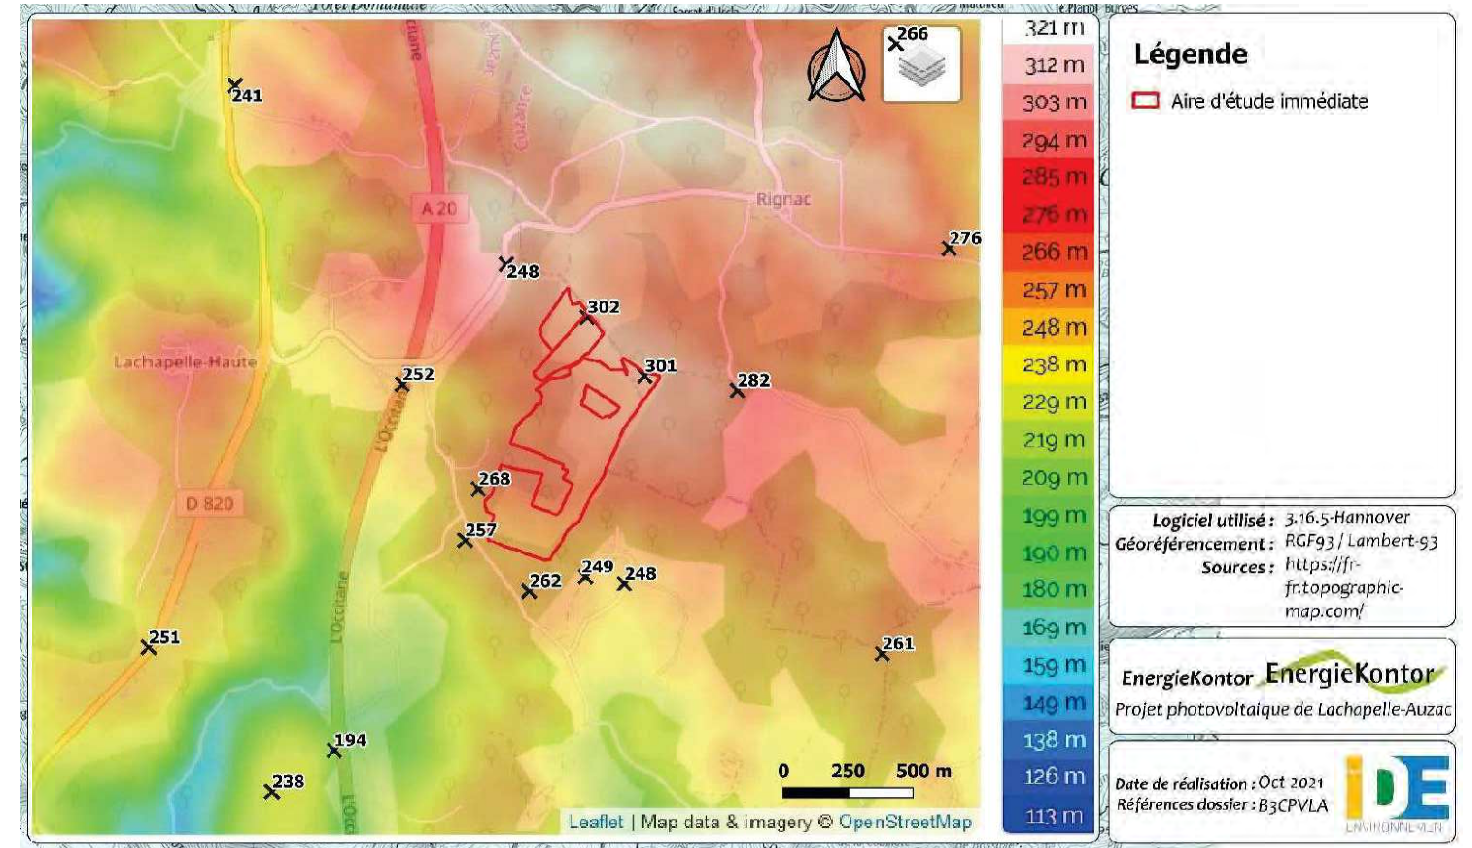 266
241
Cuzance
A 20
Rignac
276
248
302
301
282
252
Lachapelle-Haute
L'Occitane
268
D 820
257
249
248
262
L'Occitane
251
261
194
238
0 250 500 m
Leaflet | Map data & imagery © OpenStreetMap
321 m
312 m
303 m
294 m
285 m
276 m
266 m
257 m
248 m
238 m
229 m
219 m
209 m
199 m
190 m
180 m
169 m
159 m
149 m
138 m
126 m
113 m
Légende
Aire d'étude immédiate
Logiciel utilisé : 3.16.5-Hannover
Géoréférencement : RGF93 / Lambert-93
Sources : https://fr-
fr.topographic-
map.com/
EnergieKontor EnergieKontor
Projet photovoltaique de Lachapelle-Auzac
Date de réalisation : Oct 2021
Références dossier : B3CPVLA
IDE
ENVIRONNEMENT